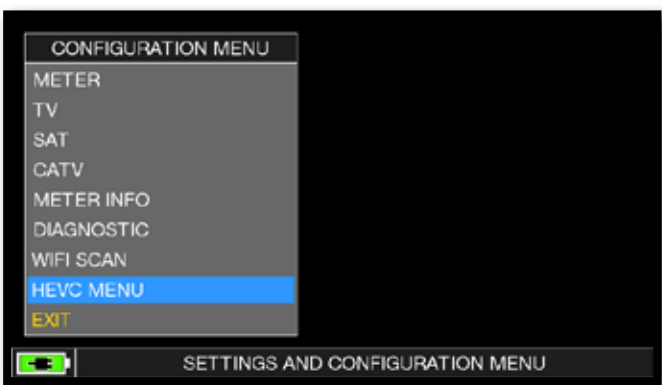 CONFIGURATION MENU
METER
TV
SAT
CATV
METER INFO
DIAGNOSTIC
WIFI SCAN
HEVC MENU
EXIT
SETTINGS AND CONFIGURATION MENU